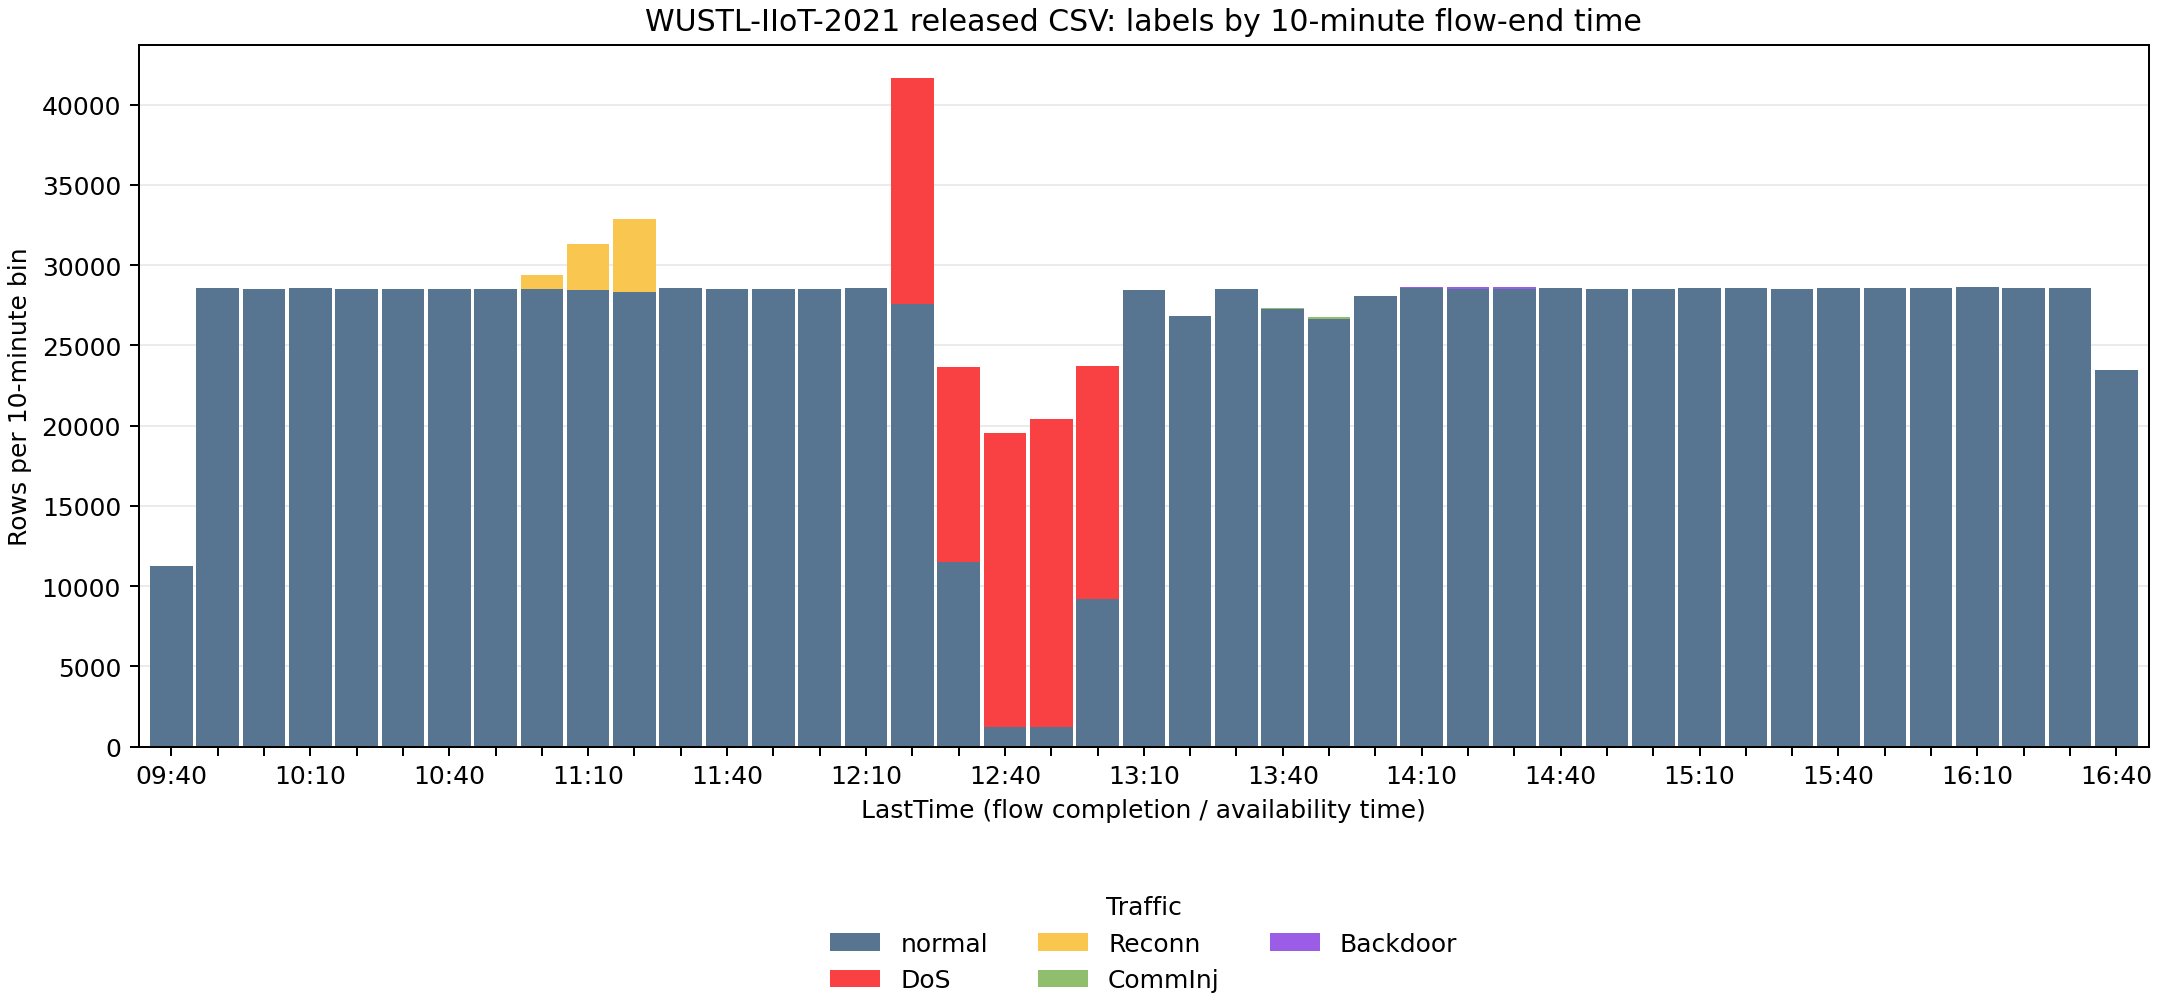 WUSTL-IIoT-2021 released CSV: labels by 10-minute flow-end time
Rows per 10-minute bin
40000
35000
30000
25000
20000
15000
10000
5000
0
09:40 10:10 10:40 11:10 11:40 12:10 12:40 13:10 13:40 14:10 14:40 15:10 15:40 16:10 16:40
LastTime (flow completion / availability time)
Traffic
normal Reconn Backdoor
DoS CommInj